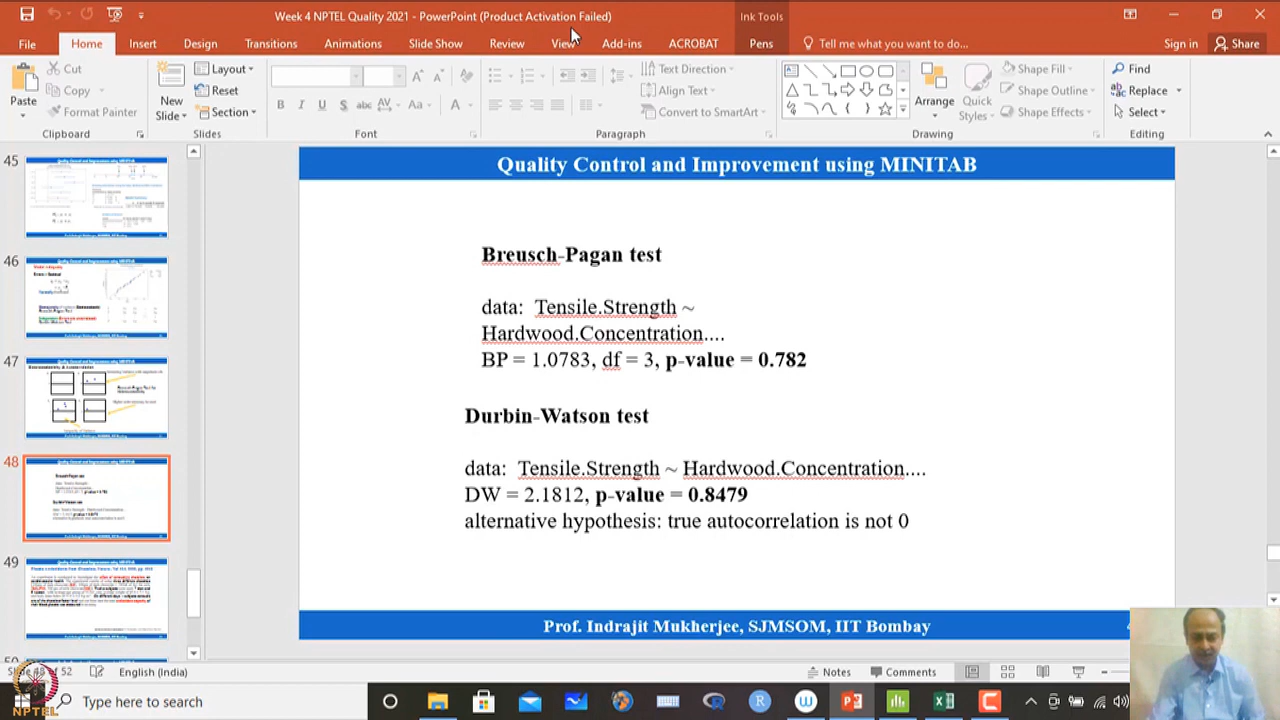 Week 4 NPTEL Quality 2021 - PowerPoint (Product Activation Failed)
Ink Tools
File Home Insert Design Transitions Animations Slide Show Review View Add-ins ACROBAT Pens Tell me what you want to do... Sign in Share
Paste
Cut
Copy
Format Painter
Clipboard
New
Slide
Layout
Reset
Section
Slides
B I U S abc AV Aa A
Font
Text Direction
Align Text
Convert to SmartArt
Paragraph
Arrange
Quick
Styles
Shape Fill
Shape Outline
Shape Effects
Drawing
Find
Replace
Select
Editing
45
46
47
48
49
Quality Control and Improvement using MINITAB
Breusch-Pagan test
data: Tensile.Strength ~
Hardwood.Concentration....
BP = 1.0783, df = 3, p-value = 0.782
Durbin-Watson test
data: Tensile.Strength ~ Hardwood.Concentration....
DW = 2.1812, p-value = 0.8479
alternative hypothesis: true autocorrelation is not 0
Prof. Indrajit Mukherjee, SJMSOM, IIT Bombay
Slide 48 of 52 English (India)
Notes Comments
Type here to search
NPTEL